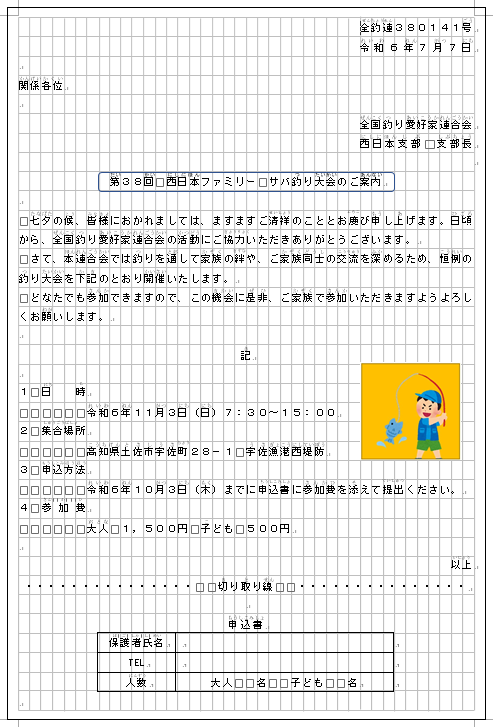 全釣連380141号
令和6年7月7日
関係各位
全国釣り愛好家連合会
西日本支部□支部長
第38回□西日本ファミリー□サバ釣り大会のご案内
□七夕の候、皆様におかれましては、ますますご清祥のこととお慶び申し上げます。日頃
から、全国釣り愛好家連合会の活動にご協力いただきありがとうございます。
□さて、本連合会では釣りを通して家族の絆や、ご家族同士の交流を深めるため、恒例の
釣り大会を下記のとおり開催いたします。
□どなたでも参加できますので、この機会に是非、ご家族で参加いただきますようよろし
くお願いします。
記
1□日　時
□□□□□□令和6年11月3日（日）7：30～15：00
2□集合場所
□□□□□□高知県土佐市宇佐町28－1□宇佐漁港西堤防
3□申込方法
□□□□□□令和6年10月3日（木）までに申込書に参加費を添えて提出ください。
4□参加費
□□□□□□大人□1，500円□子ども□500円
以上
・・・・・・・・・・・・・・・・・・□□切り取り線□□・・・・・・・・・・・・・・・・・・
申込書
保護者氏名
TEL
人数　大人□□名□□子ども□□名